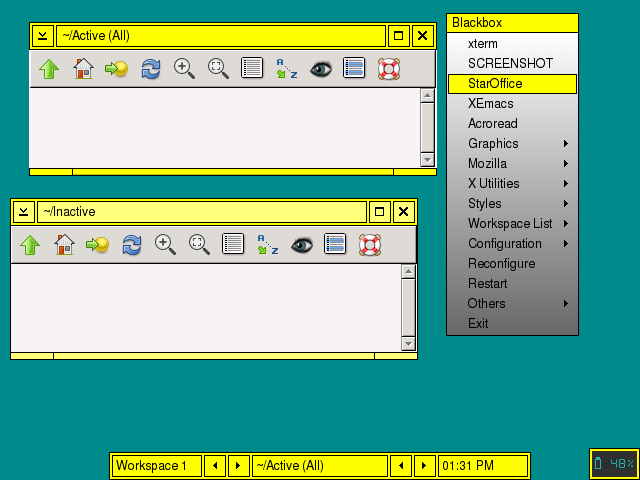 ~/Active (All)
~/Inactive
Blackbox
xterm
SCREENSHOT
StarOffice
XEmacs
Acroread
Graphics
Mozilla
X Utilities
Styles
Workspace List
Configuration
Reconfigure
Restart
Others
Exit
Workspace 1
~/Active (All)
01:31 PM
48%